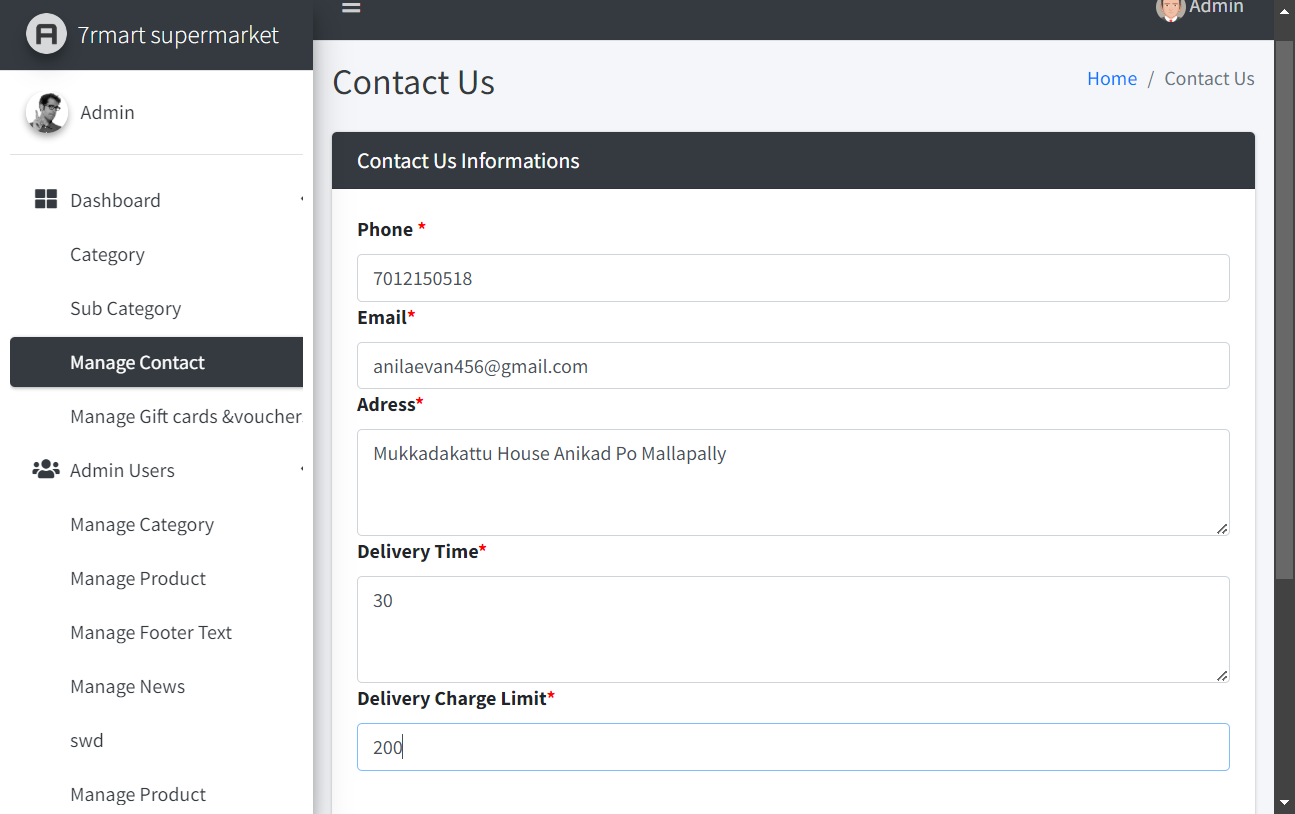 7rmart supermarket
Admin
Admin
Dashboard
Category
Sub Category
Manage Contact
Manage Gift cards &voucher
Admin Users
Manage Category
Manage Product
Manage Footer Text
Manage News
swd
Manage Product
Contact Us
Home / Contact Us
Contact Us Informations
Phone *
7012150518
Email*
anilaevan456@gmail.com
Adress*
Mukkadakattu House Anikad Po Mallapally
Delivery Time*
30
Delivery Charge Limit*
200